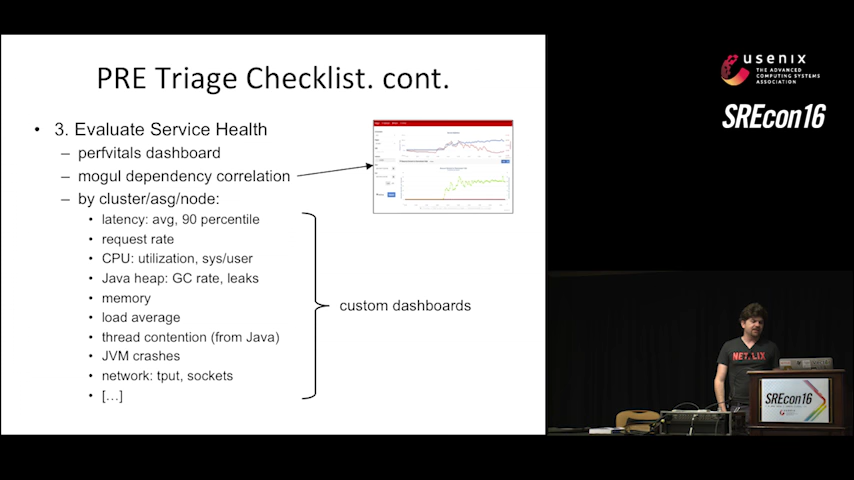 PRE Triage Checklist. cont.
• 3. Evaluate Service Health
– perfvitals dashboard
– mogul dependency correlation
– by cluster/asg/node:
• latency: avg, 90 percentile
• request rate
• CPU: utilization, sys/user
• Java heap: GC rate, leaks
• memory
• load average
• thread contention (from Java)
• JVM crashes
• network: tput, sockets
• […]
custom dashboards
usenix
THE ADVANCED
COMPUTING SYSTEMS
ASSOCIATION
SREcon16
NETFLIX
SREcon16